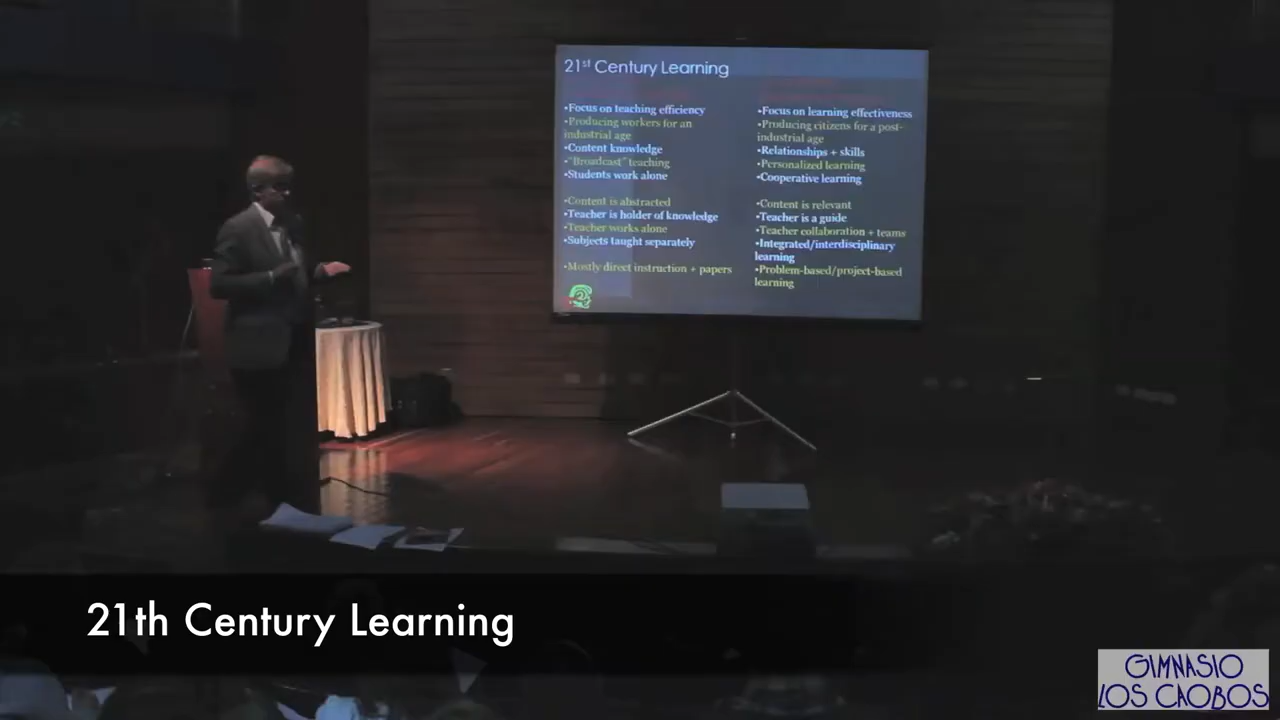 21st Century Learning
•Focus on teaching efficiency
•Producing workers for an
industrial age
•Content knowledge
•"Broadcast" teaching
•Students work alone
•Content is abstracted
•Teacher is holder of knowledge
•Teacher works alone
•Subjects taught separately
•Mostly direct instruction + papers
•Focus on learning effectiveness
•Producing citizens for a post-
industrial age
•Relationships + skills
•Personalized learning
•Cooperative learning
•Content is relevant
•Teacher is a guide
•Teacher collaboration + teams
•Integrated/interdisciplinary
learning
•Problem-based/project-based
learning
21th Century Learning
GIMNASIO
LOS CAOBOS